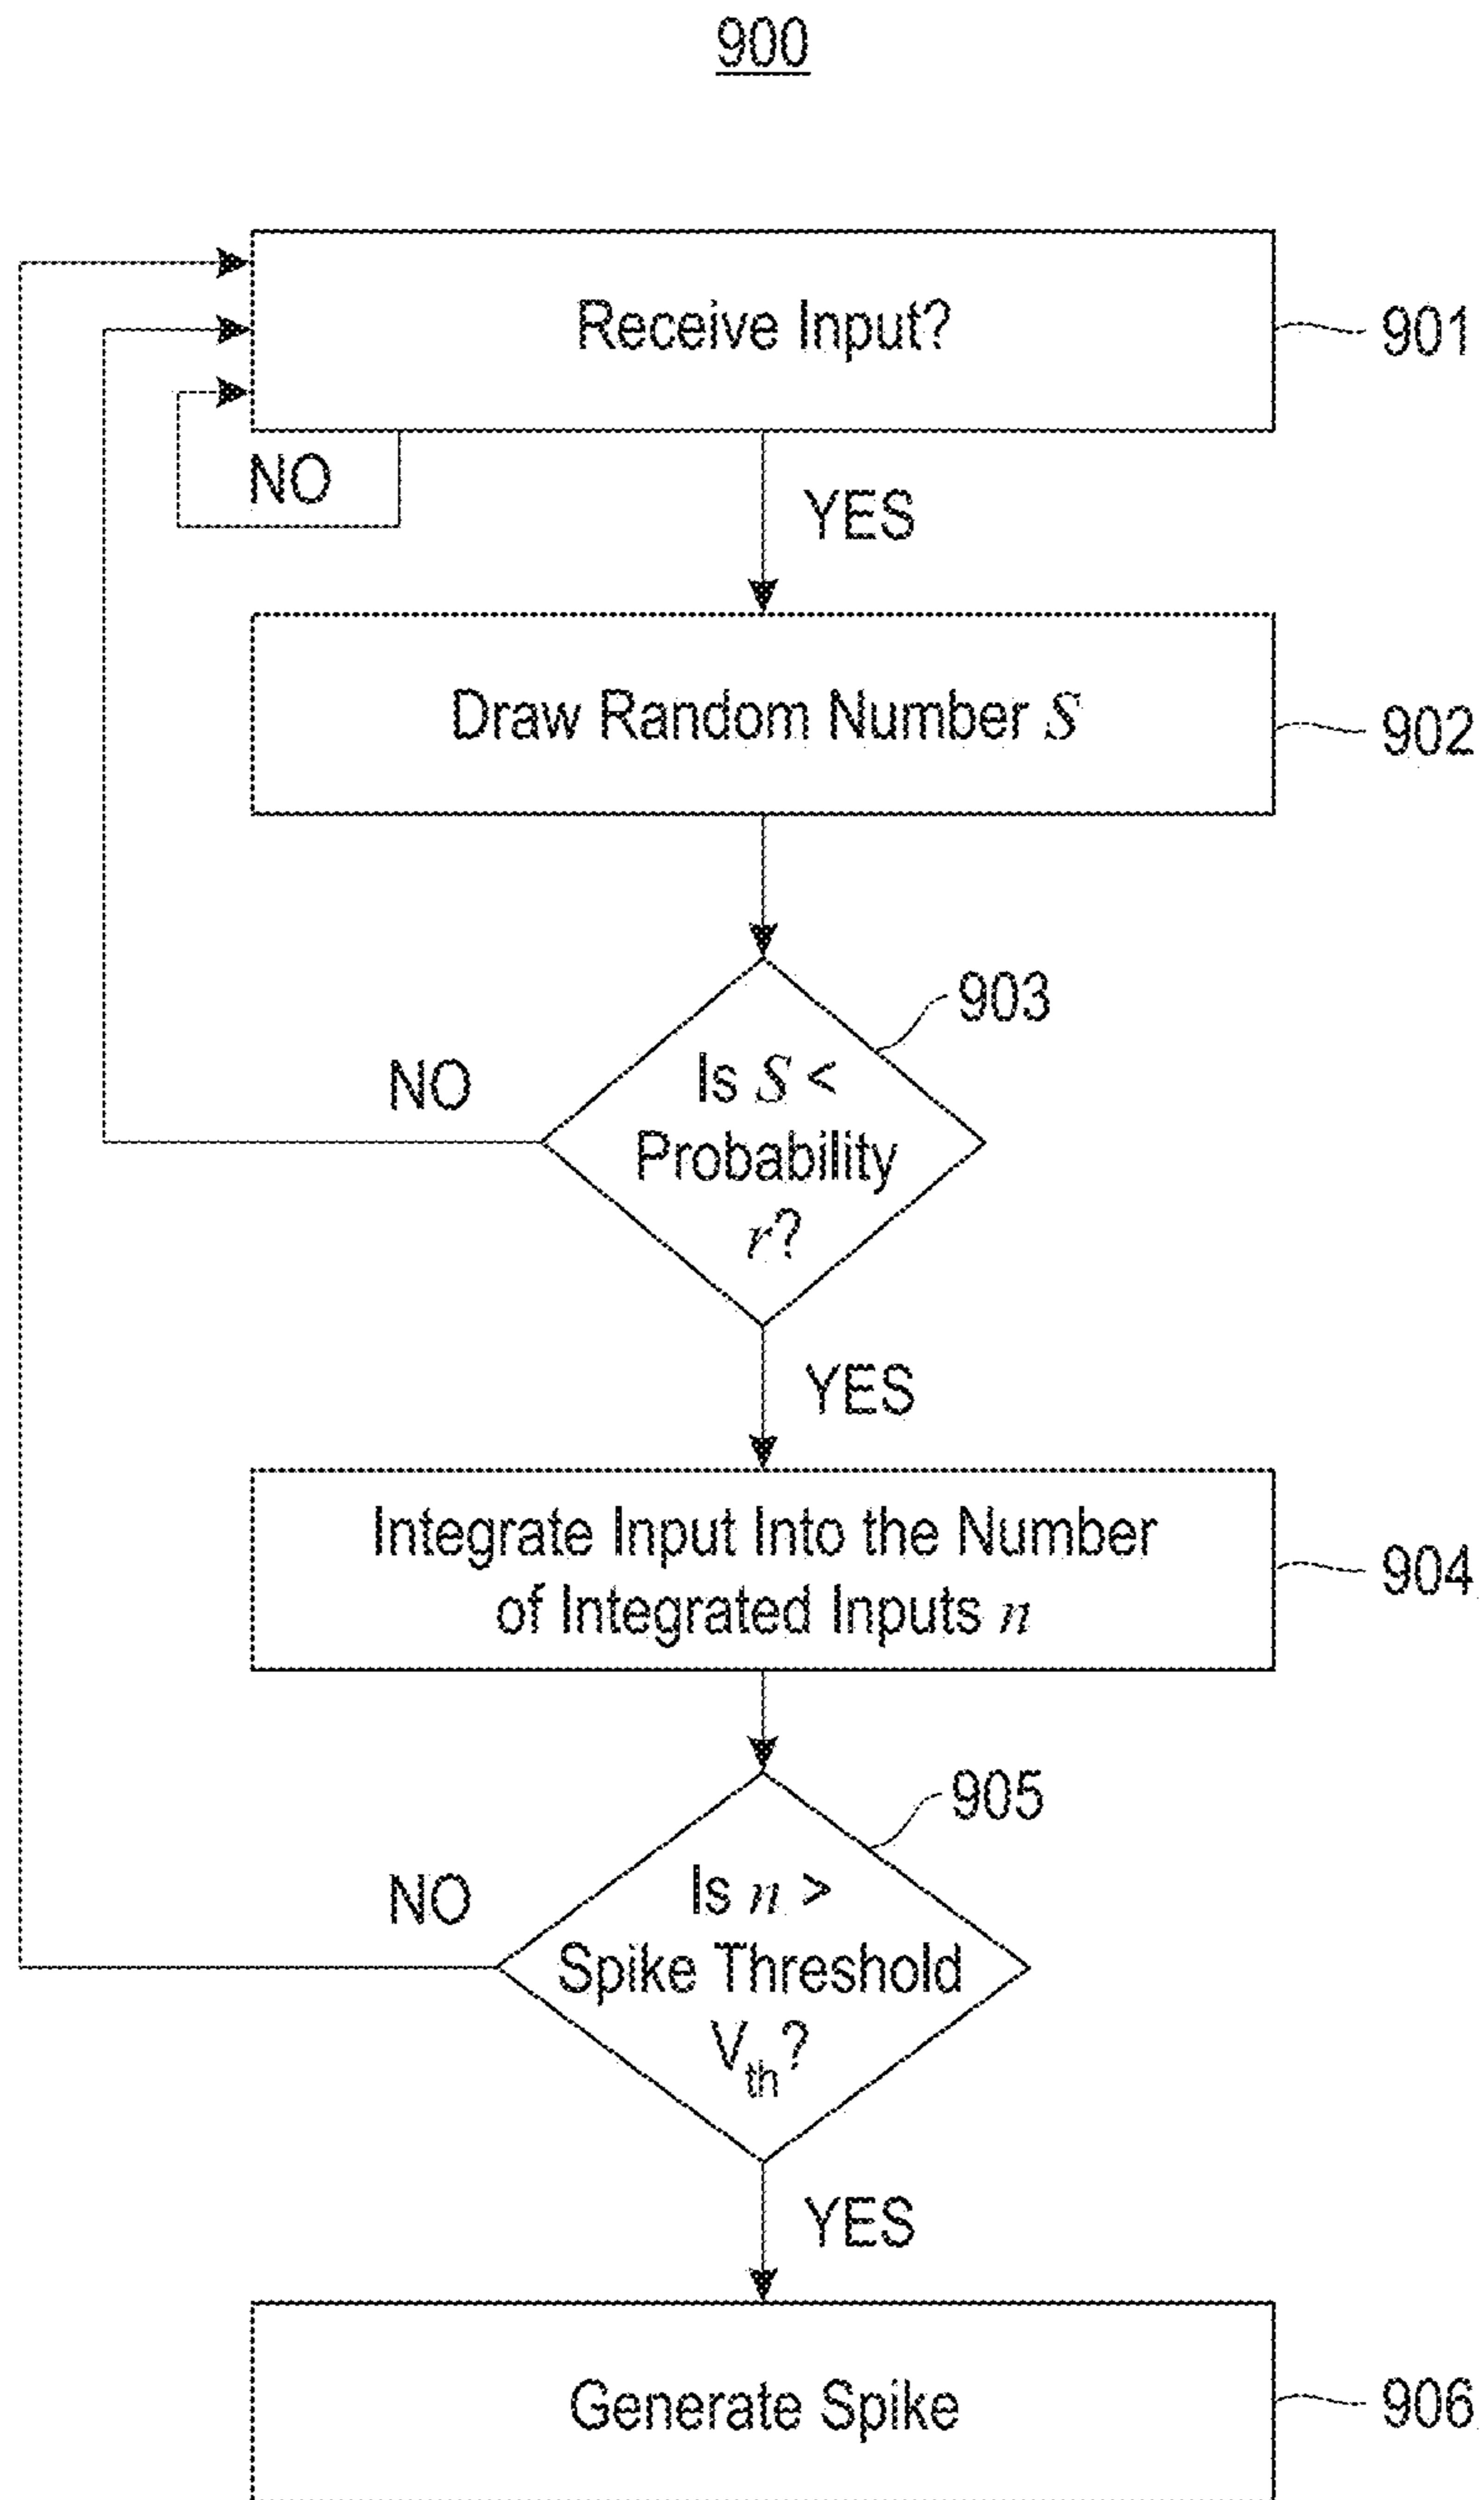 900
Receive Input?
901
NO
YES
Draw Random Number S
902
903
Is S <
Probability
r?
NO
YES
Integrate Input Into the Number
of Integrated Inputs n
904
905
Is n >
Spike Threshold
Vth?
NO
YES
Generate Spike
906